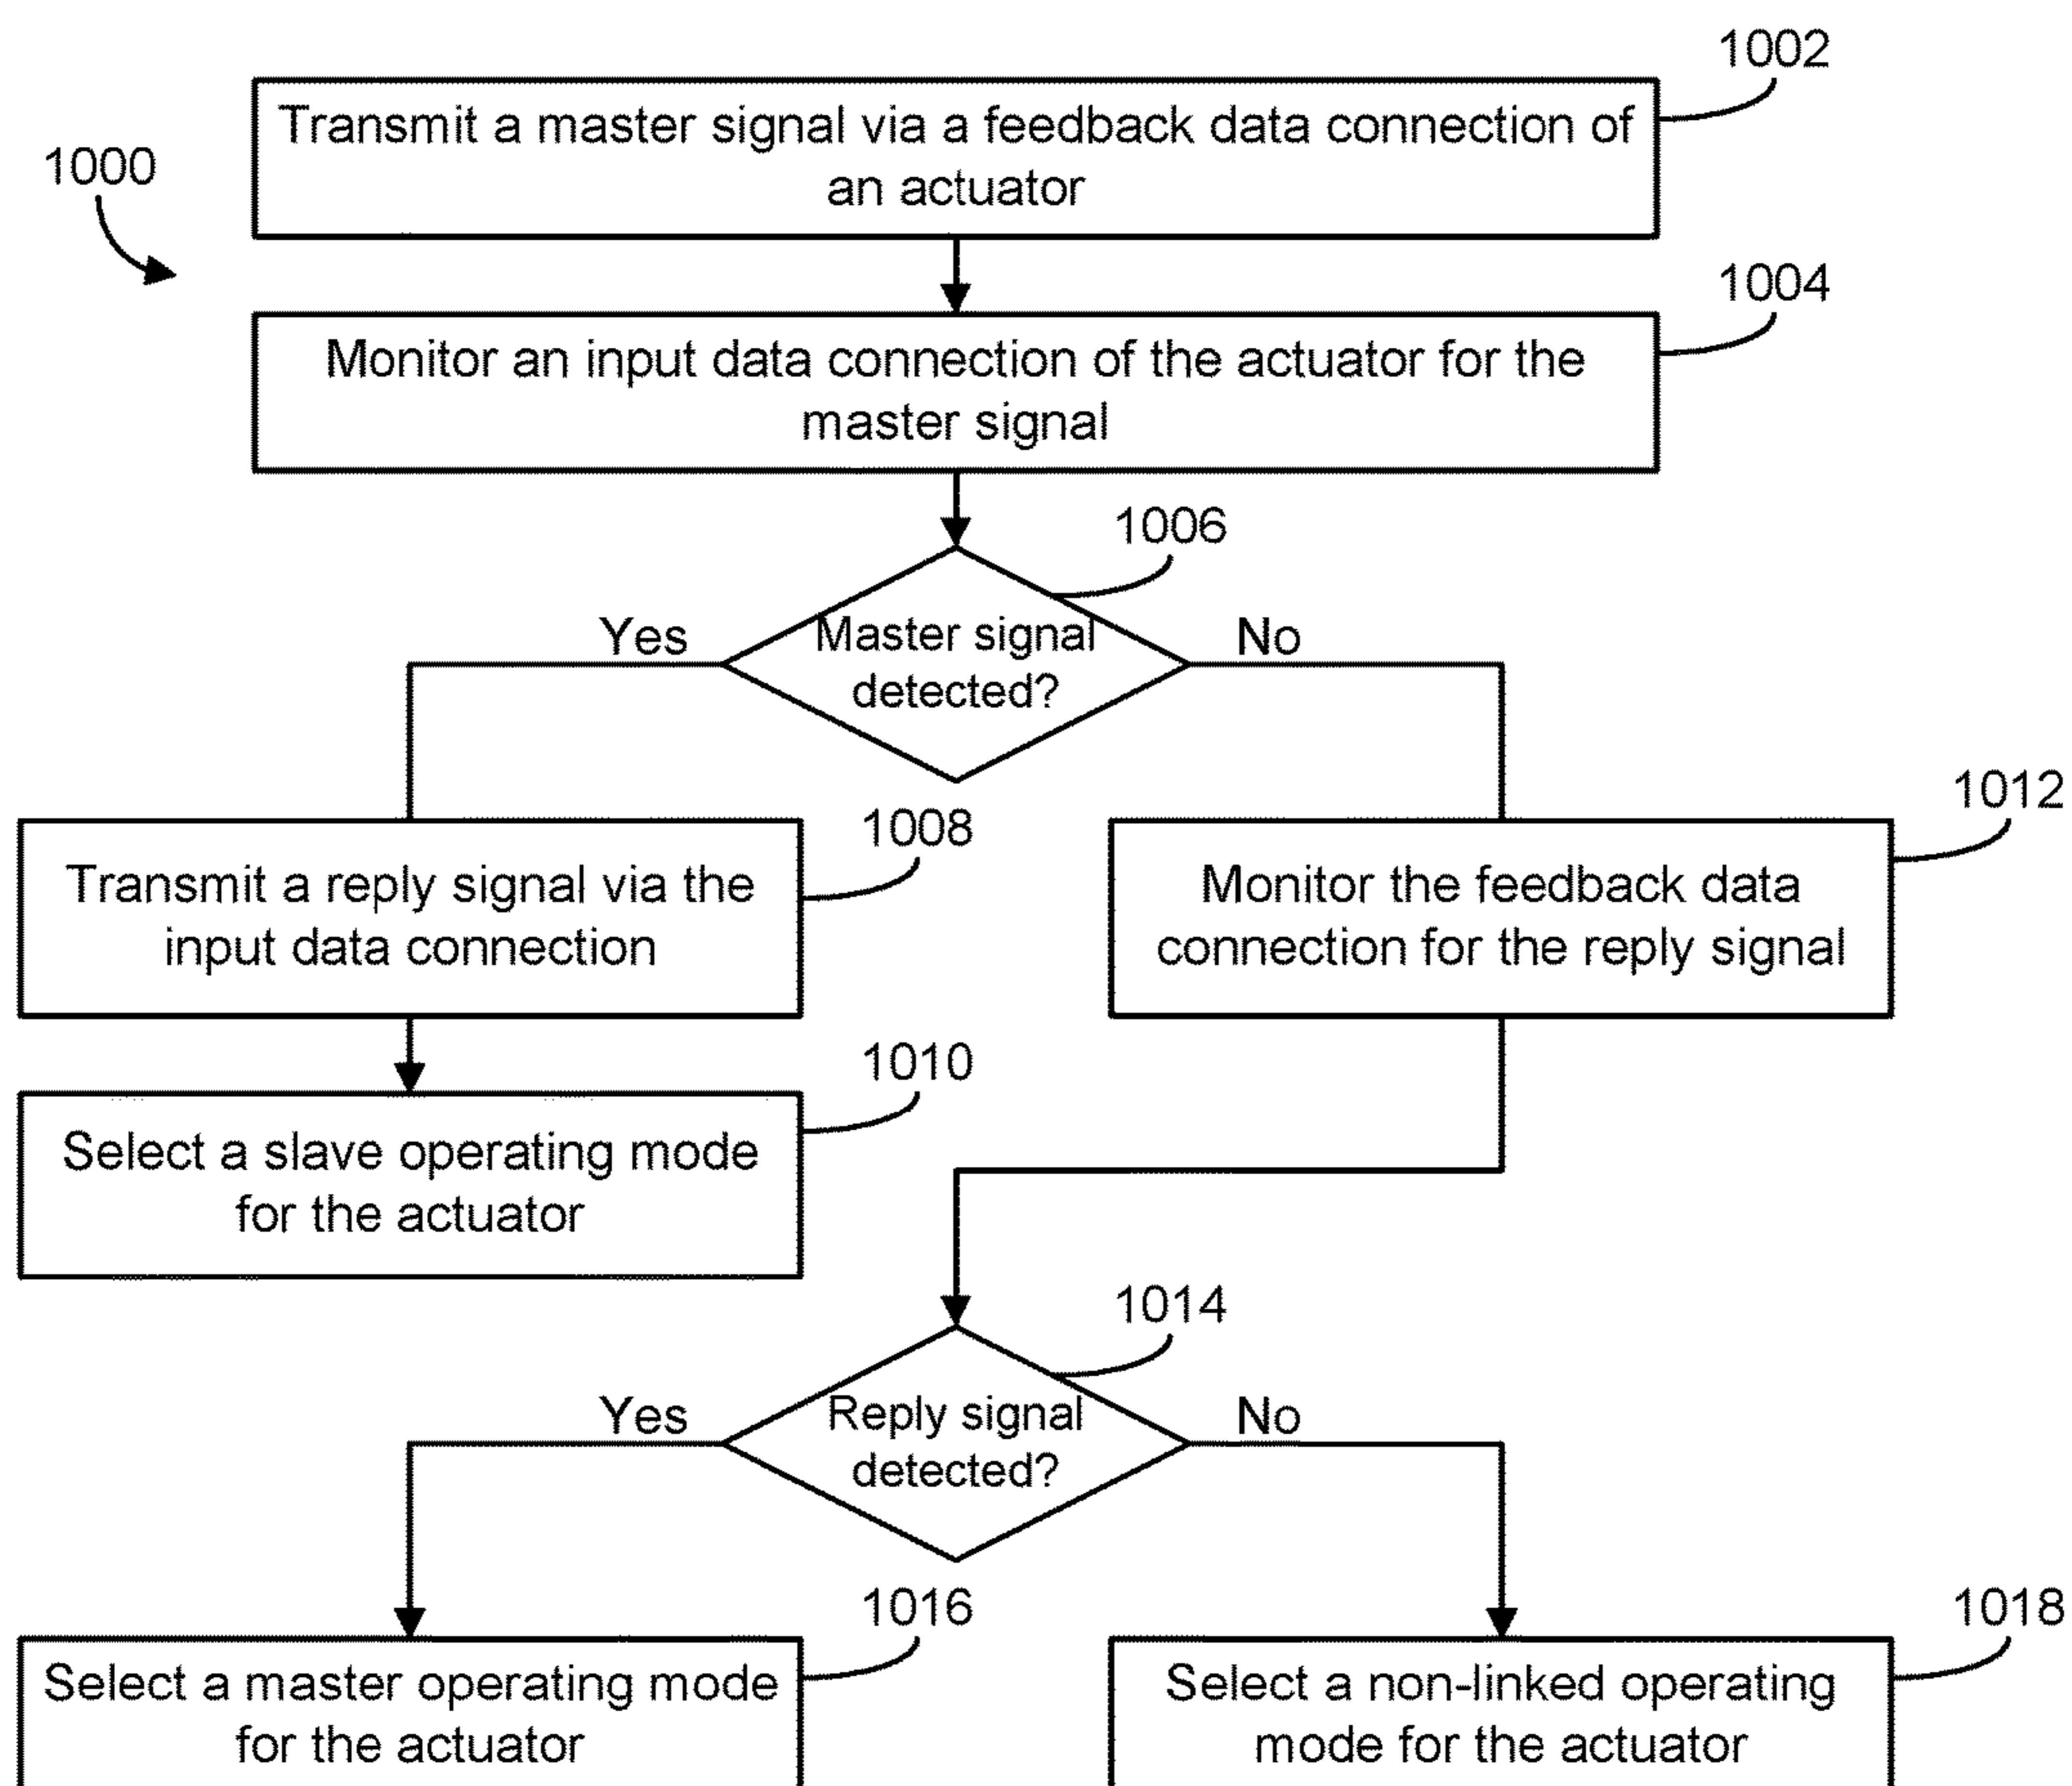 1002
Transmit a master signal via a feedback data connection of
an actuator
1000
1004
Monitor an input data connection of the actuator for the
master signal
1006
Yes
Master signal
detected?
No
1008
Transmit a reply signal via the
input data connection
1012
Monitor the feedback data
connection for the reply signal
1010
Select a slave operating mode
for the actuator
1014
Yes
Reply signal
detected?
No
1016
Select a master operating mode
for the actuator
1018
Select a non-linked operating
mode for the actuator